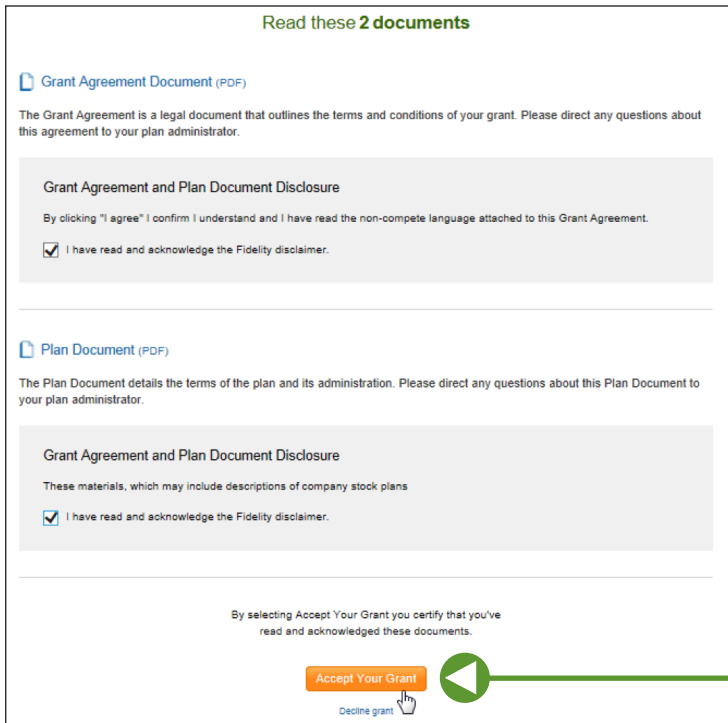 Read these 2 documents
Grant Agreement Document (PDF)
The Grant Agreement is a legal document that outlines the terms and conditions of your grant. Please direct any questions about
this agreement to your plan administrator.
Grant Agreement and Plan Document Disclosure
By clicking "I agree" I confirm I understand and I have read the non-compete language attached to this Grant Agreement.
I have read and acknowledge the Fidelity disclaimer.
Plan Document (PDF)
The Plan Document details the terms of the plan and its administration. Please direct any questions about this Plan Document to
your plan administrator.
Grant Agreement and Plan Document Disclosure
These materials, which may include descriptions of company stock plans
I have read and acknowledge the Fidelity disclaimer.
By selecting Accept Your Grant you certify that you've
read and acknowledged these documents.
Accept Your Grant
Decline grant